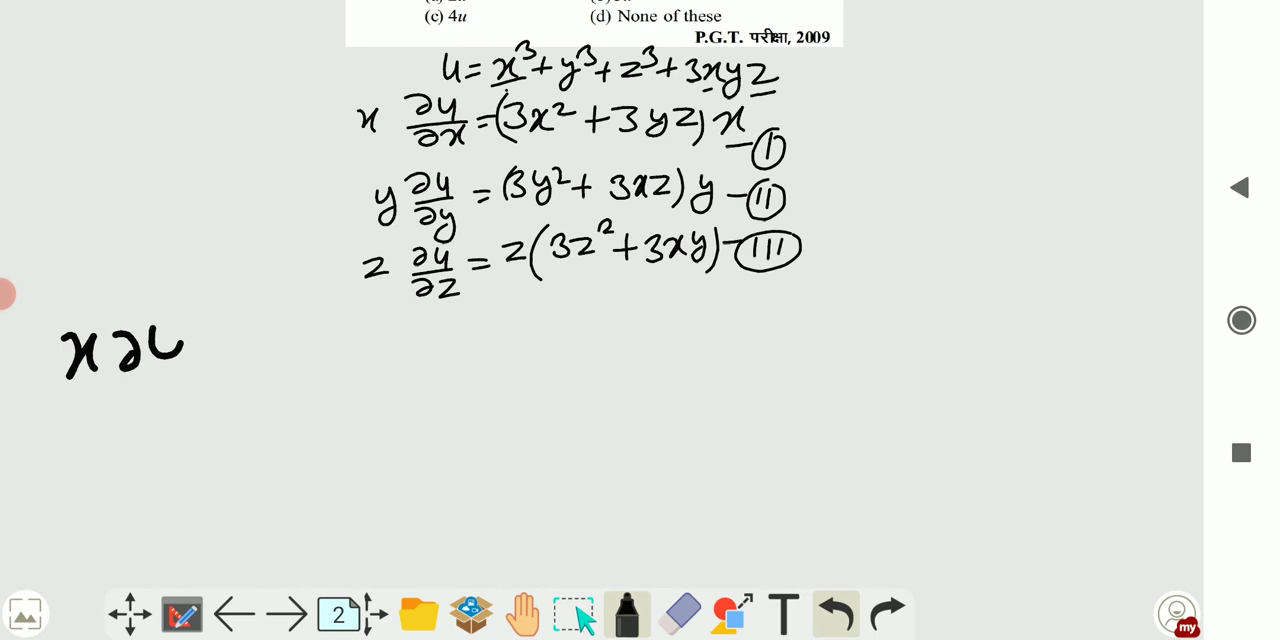 (c) 4u (d) None of these
P.G.T. परीक्षा, 2009
u = x³ + y³ + z³ + 3xyz
x ∂u/∂x = (3x² + 3yz) x – Ⅰ
y ∂u/∂y = (3y² + 3xz) y – Ⅱ
z ∂u/∂z = z (3z² + 3xy) – Ⅲ
x ∂u
2
T
my